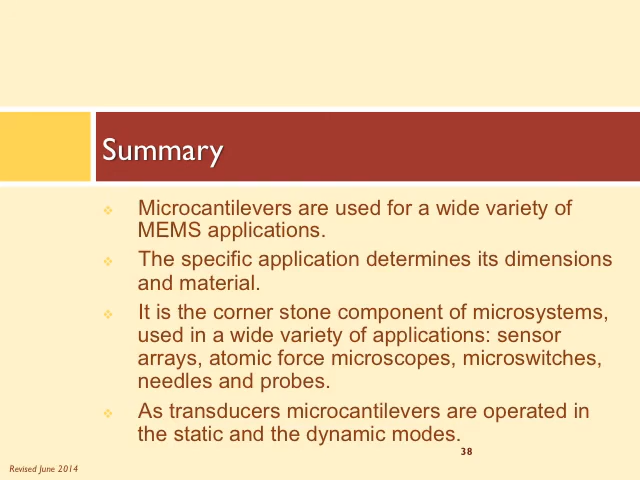 Summary
Microcantilevers are used for a wide variety of
MEMS applications.
The specific application determines its dimensions
and material.
It is the corner stone component of microsystems,
used in a wide variety of applications: sensor
arrays, atomic force microscopes, microswitches,
needles and probes.
As transducers microcantilevers are operated in
the static and the dynamic modes.
38
Revised June 2014